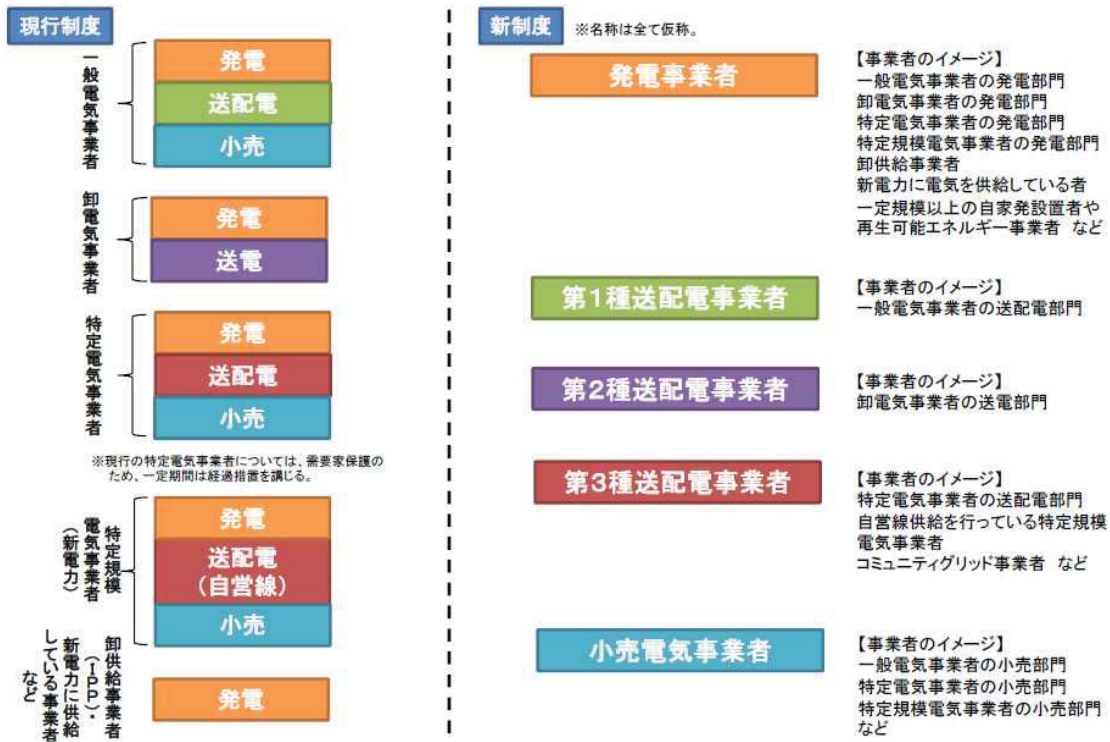 現行制度
一般電気事業者
発電
送配電
小売
卸電気事業者
発電
送電
特定電気事業者
発電
送配電
小売
※現行の特定電気事業者については、需要家保護の
ため、一定期間は経過措置を講じる。
特定規模
電気事業者
（新電力）
発電
送配電
（自営線）
小売
卸供給事業者
（ＩＰＰ）・
新電力に供給
している事業者
など
発電
新制度
※名称は全て仮称。
発電事業者
【事業者のイメージ】
一般電気事業者の発電部門
卸電気事業者の発電部門
特定電気事業者の発電部門
特定規模電気事業者の発電部門
卸供給事業者
新電力に電気を供給している者
一定規模以上の自家発設置者や
再生可能エネルギー事業者 など
第1種送配電事業者
【事業者のイメージ】
一般電気事業者の送配電部門
第2種送配電事業者
【事業者のイメージ】
卸電気事業者の送電部門
第3種送配電事業者
【事業者のイメージ】
特定電気事業者の送配電部門
自営線供給を行っている特定規模
電気事業者
コミュニティグリッド事業者 など
小売電気事業者
【事業者のイメージ】
一般電気事業者の小売部門
特定電気事業者の小売部門
特定規模電気事業者の小売部門
など